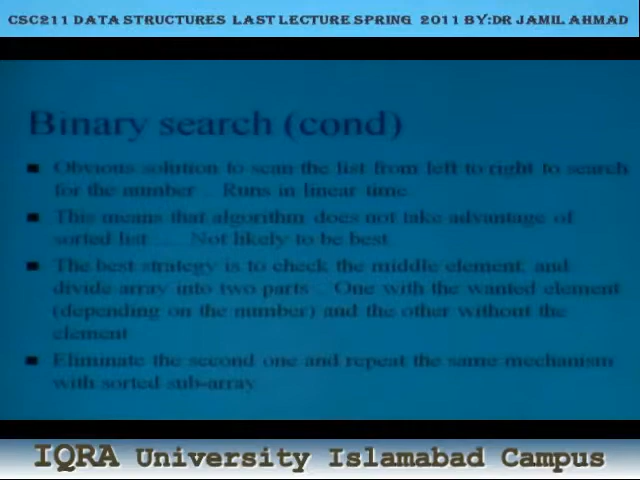 CSC211 DATA STRUCTURES LAST LECTURE SPRING 2011 BY:DR JAMIL AHMAD
Binary search (cond)
Obvious solution to scan the list from left to right to search
for the number .. Runs in linear time.
This means that algorithm does not take advantage of
sorted list .... Not likely to be best
The best strategy is to check the middle element, and
divide array into two parts .. One with the wanted element
(depending on the number) and the other without the
element
Eliminate the second one and repeat the same mechanism
with sorted sub-array
IQRA University Islamabad Campus